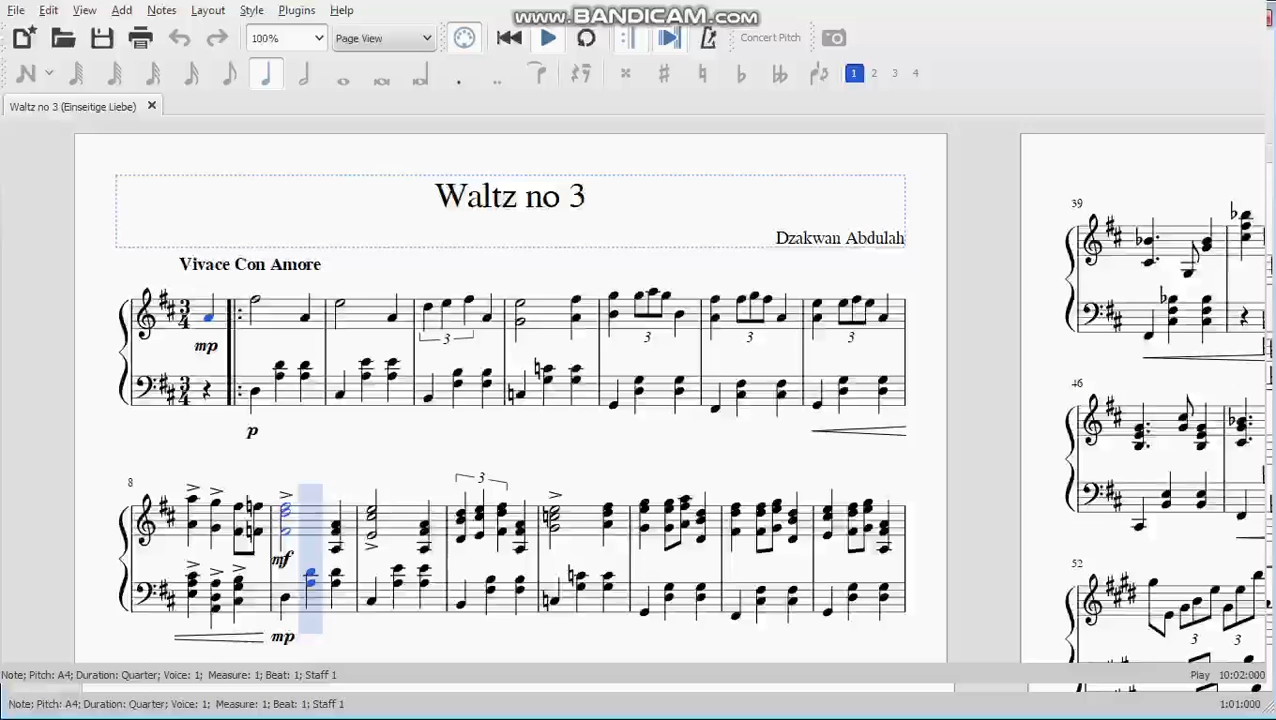 File Edit View Add Notes Layout Style Plugins Help
www.BANDICAM.com
100% Page View Concert Pitch
1 2 3 4
Waltz no 3 (Einseitige Liebe)
Waltz no 3
Dzakwan Abdulah
Vivace Con Amore
mp
3 3 3 3
p
8
3
mf
mp
39
46
52
3 3
Note; Pitch: A4; Duration: Quarter; Voice: 1; Measure: 1; Beat: 1; Staff 1 Play 10:02:000
Note; Pitch: A4; Duration: Quarter; Voice: 1; Measure: 1; Beat: 1; Staff 1 1:01:000